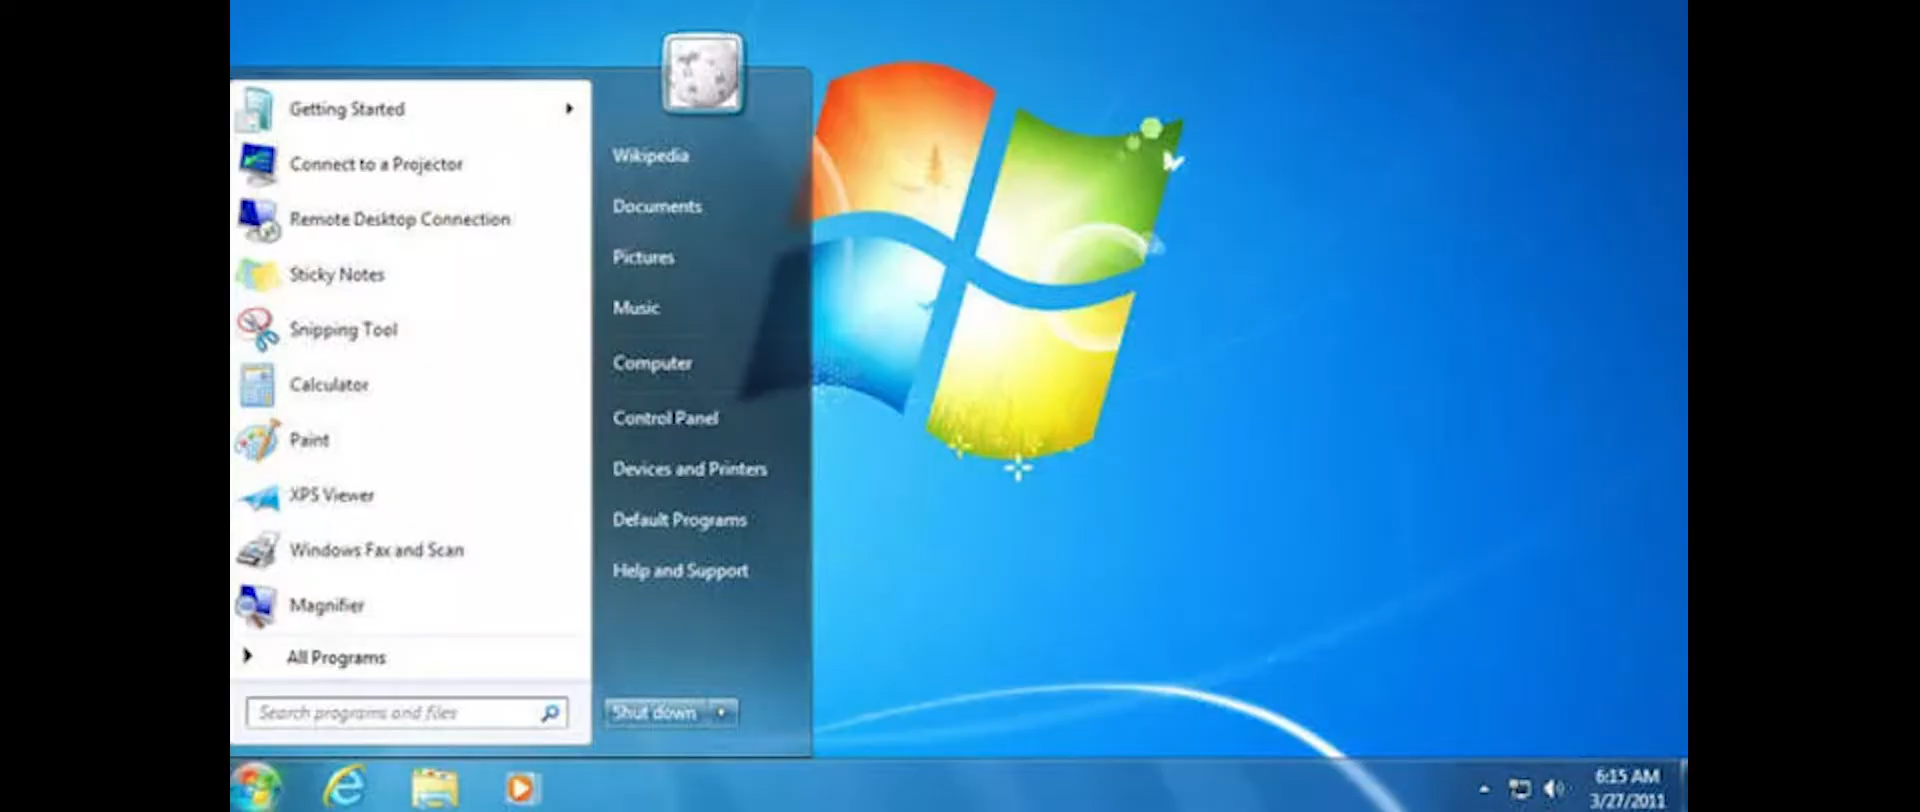 Getting Started
Connect to a Projector
Remote Desktop Connection
Sticky Notes
Snipping Tool
Calculator
Paint
XPS Viewer
Windows Fax and Scan
Magnifier
All Programs
Search programs and files
Wikipedia
Documents
Pictures
Music
Computer
Control Panel
Devices and Printers
Default Programs
Help and Support
Shut down
6:15 AM
3/27/2011